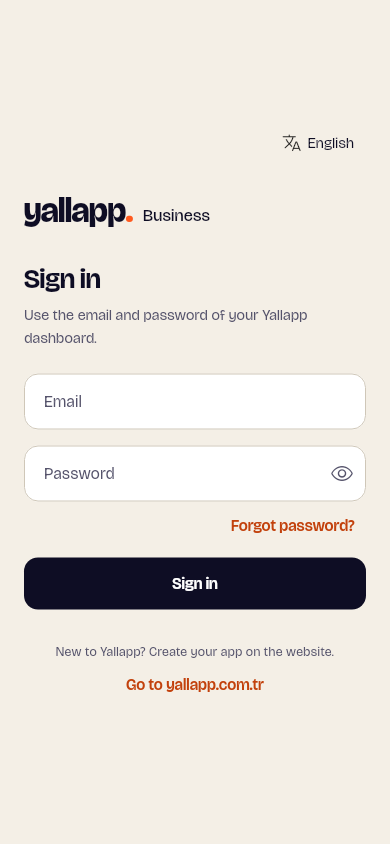 English
yallapp. Business
Sign in
Use the email and password of your Yallapp
dashboard.
Email
Password
Forgot password?
Sign in
New to Yallapp? Create your app on the website.
Go to yallapp.com.tr